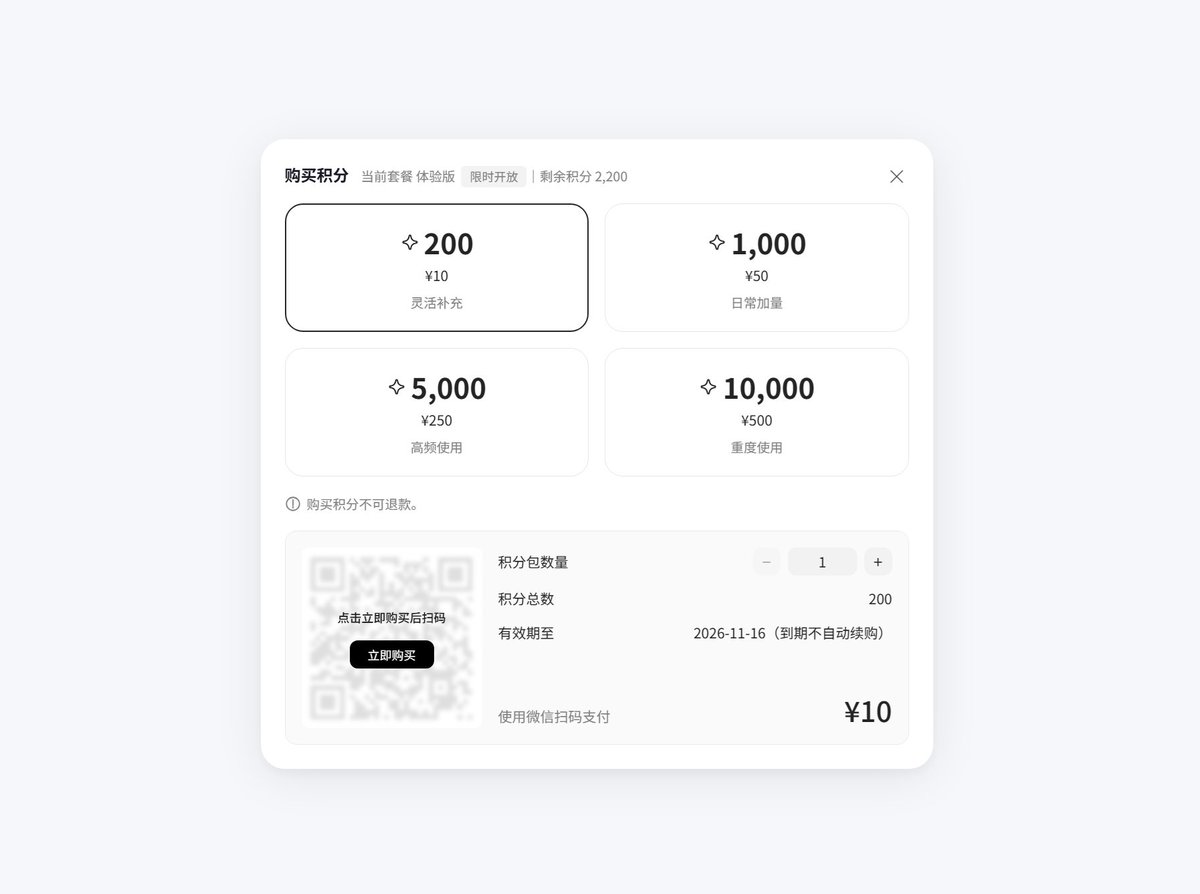 购买积分 当前套餐 体验版 限时开放 | 剩余积分 2,200
200
¥10
灵活补充
1,000
¥50
日常加量
5,000
¥250
高频使用
10,000
¥500
重度使用
购买积分不可退款。
点击立即购买后扫码
立即购买
积分包数量 − 1 +
积分总数 200
有效期至 2026-11-16（到期不自动续购）
使用微信扫码支付 ¥10